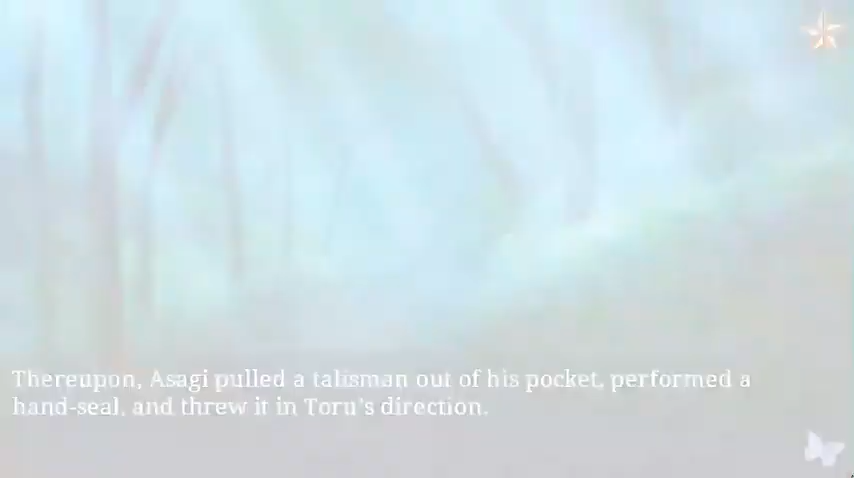 Thereupon, Asagi pulled a talisman out of his pocket, performed a
hand-seal, and threw it in Toru's direction.